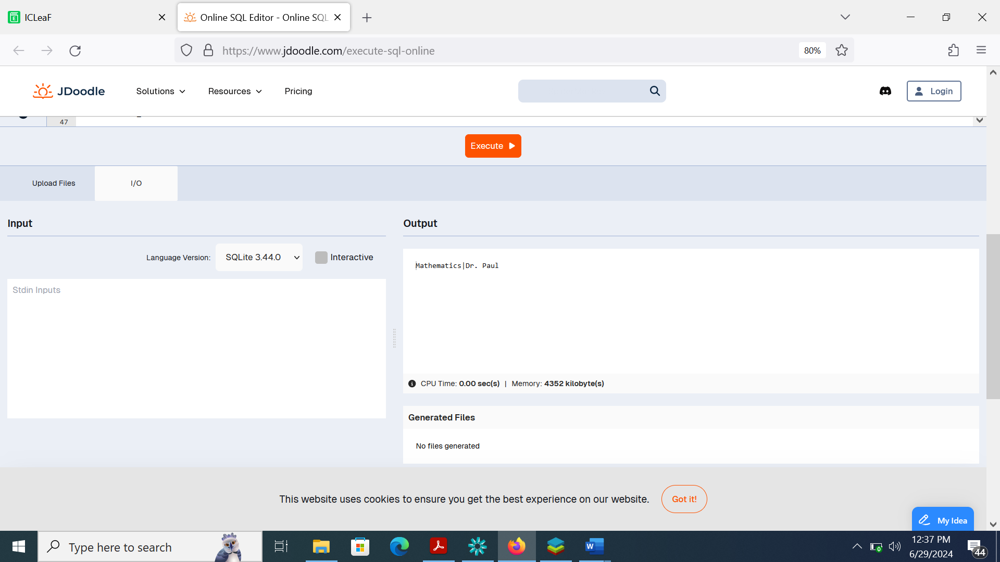 ICLeaF
Online SQL Editor - Online SQL
https://www.jdoodle.com/execute-sql-online
80%
JDoodle
Solutions
Resources
Pricing
Login
47
Execute
Upload Files
I/O
Input
Output
Language Version:
SQLite 3.44.0
Interactive
Mathematics|Dr. Paul
Stdin Inputs
CPU Time: 0.00 sec(s) | Memory: 4352 kilobyte(s)
Generated Files
No files generated
This website uses cookies to ensure you get the best experience on our website.
Got it!
My Idea
Type here to search
12:37 PM
6/29/2024
44